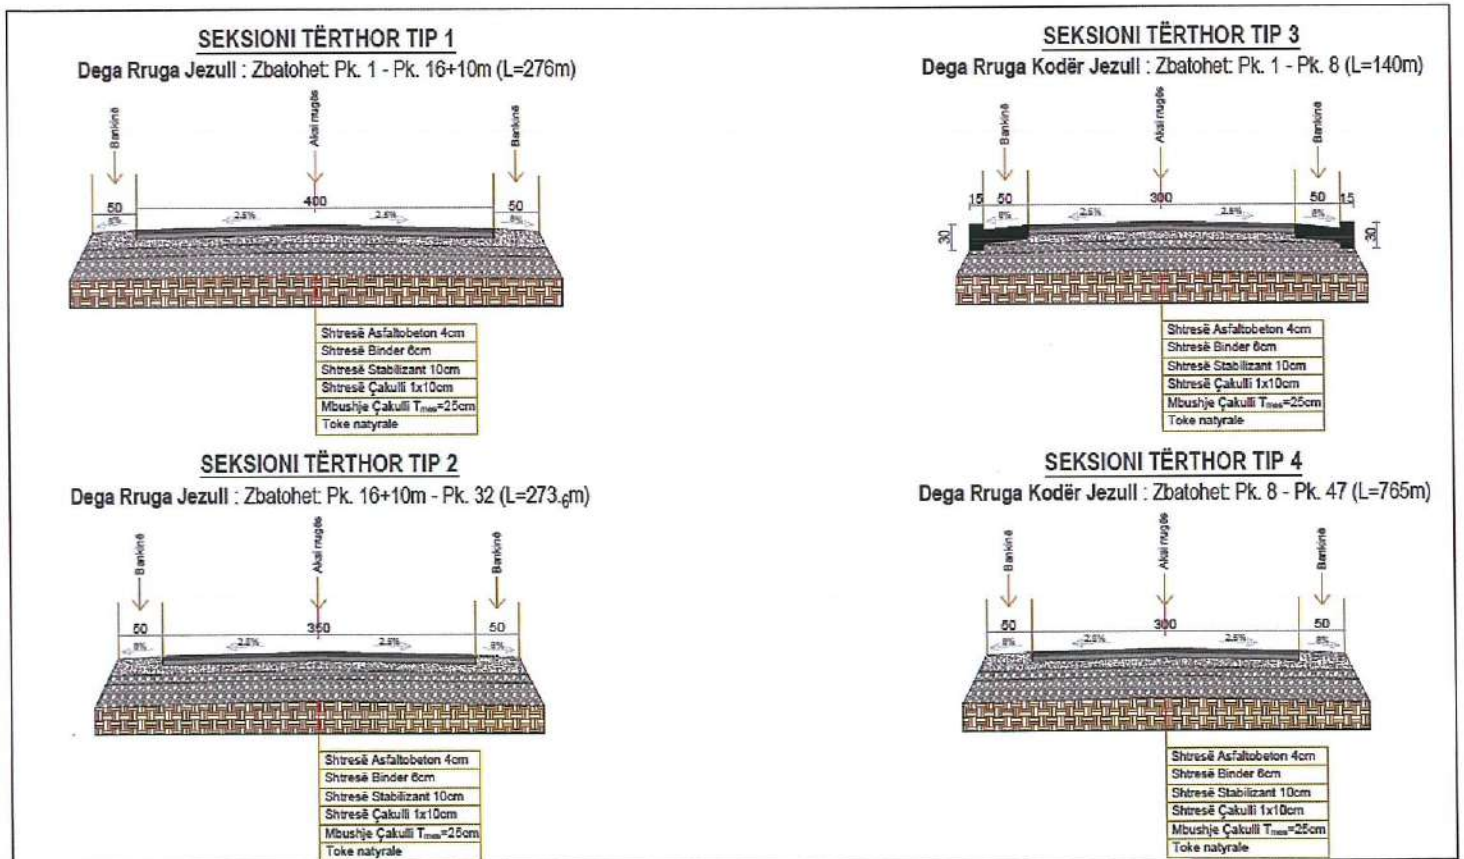 SEKSIONI TËRTHOR TIP 1
Dega Rruga Jezull : Zbatohet: Pk. 1 - Pk. 16+10m (L=276m)
Bankinë
Aksi rrugës
Bankinë
50
400
50
8%
2.5%
2.5%
8%
Shtresë Asfaltobeton 4cm
Shtresë Binder 6cm
Shtresë Stabilizant 10cm
Shtresë Çakulli 1x10cm
Mbushje Çakulli Tmes=25cm
Toke natyrale
SEKSIONI TËRTHOR TIP 3
Dega Rruga Kodër Jezull : Zbatohet: Pk. 1 - Pk. 8 (L=140m)
Bankinë
Aksi rrugës
Bankinë
15
50
300
50
15
8%
2.5%
2.5%
8%
30
30
Shtresë Asfaltobeton 4cm
Shtresë Binder 6cm
Shtresë Stabilizant 10cm
Shtresë Çakulli 1x10cm
Mbushje Çakulli Tmes=25cm
Toke natyrale
SEKSIONI TËRTHOR TIP 2
Dega Rruga Jezull : Zbatohet: Pk. 16+10m - Pk. 32 (L=273.6m)
Bankinë
Aksi rrugës
Bankinë
50
350
50
8%
2.5%
2.5%
8%
Shtresë Asfaltobeton 4cm
Shtresë Binder 6cm
Shtresë Stabilizant 10cm
Shtresë Çakulli 1x10cm
Mbushje Çakulli Tmes=25cm
Toke natyrale
SEKSIONI TËRTHOR TIP 4
Dega Rruga Kodër Jezull : Zbatohet: Pk. 8 - Pk. 47 (L=765m)
Bankinë
Aksi rrugës
Bankinë
50
300
50
8%
2.5%
2.5%
8%
Shtresë Asfaltobeton 4cm
Shtresë Binder 6cm
Shtresë Stabilizant 10cm
Shtresë Çakulli 1x10cm
Mbushje Çakulli Tmes=25cm
Toke natyrale